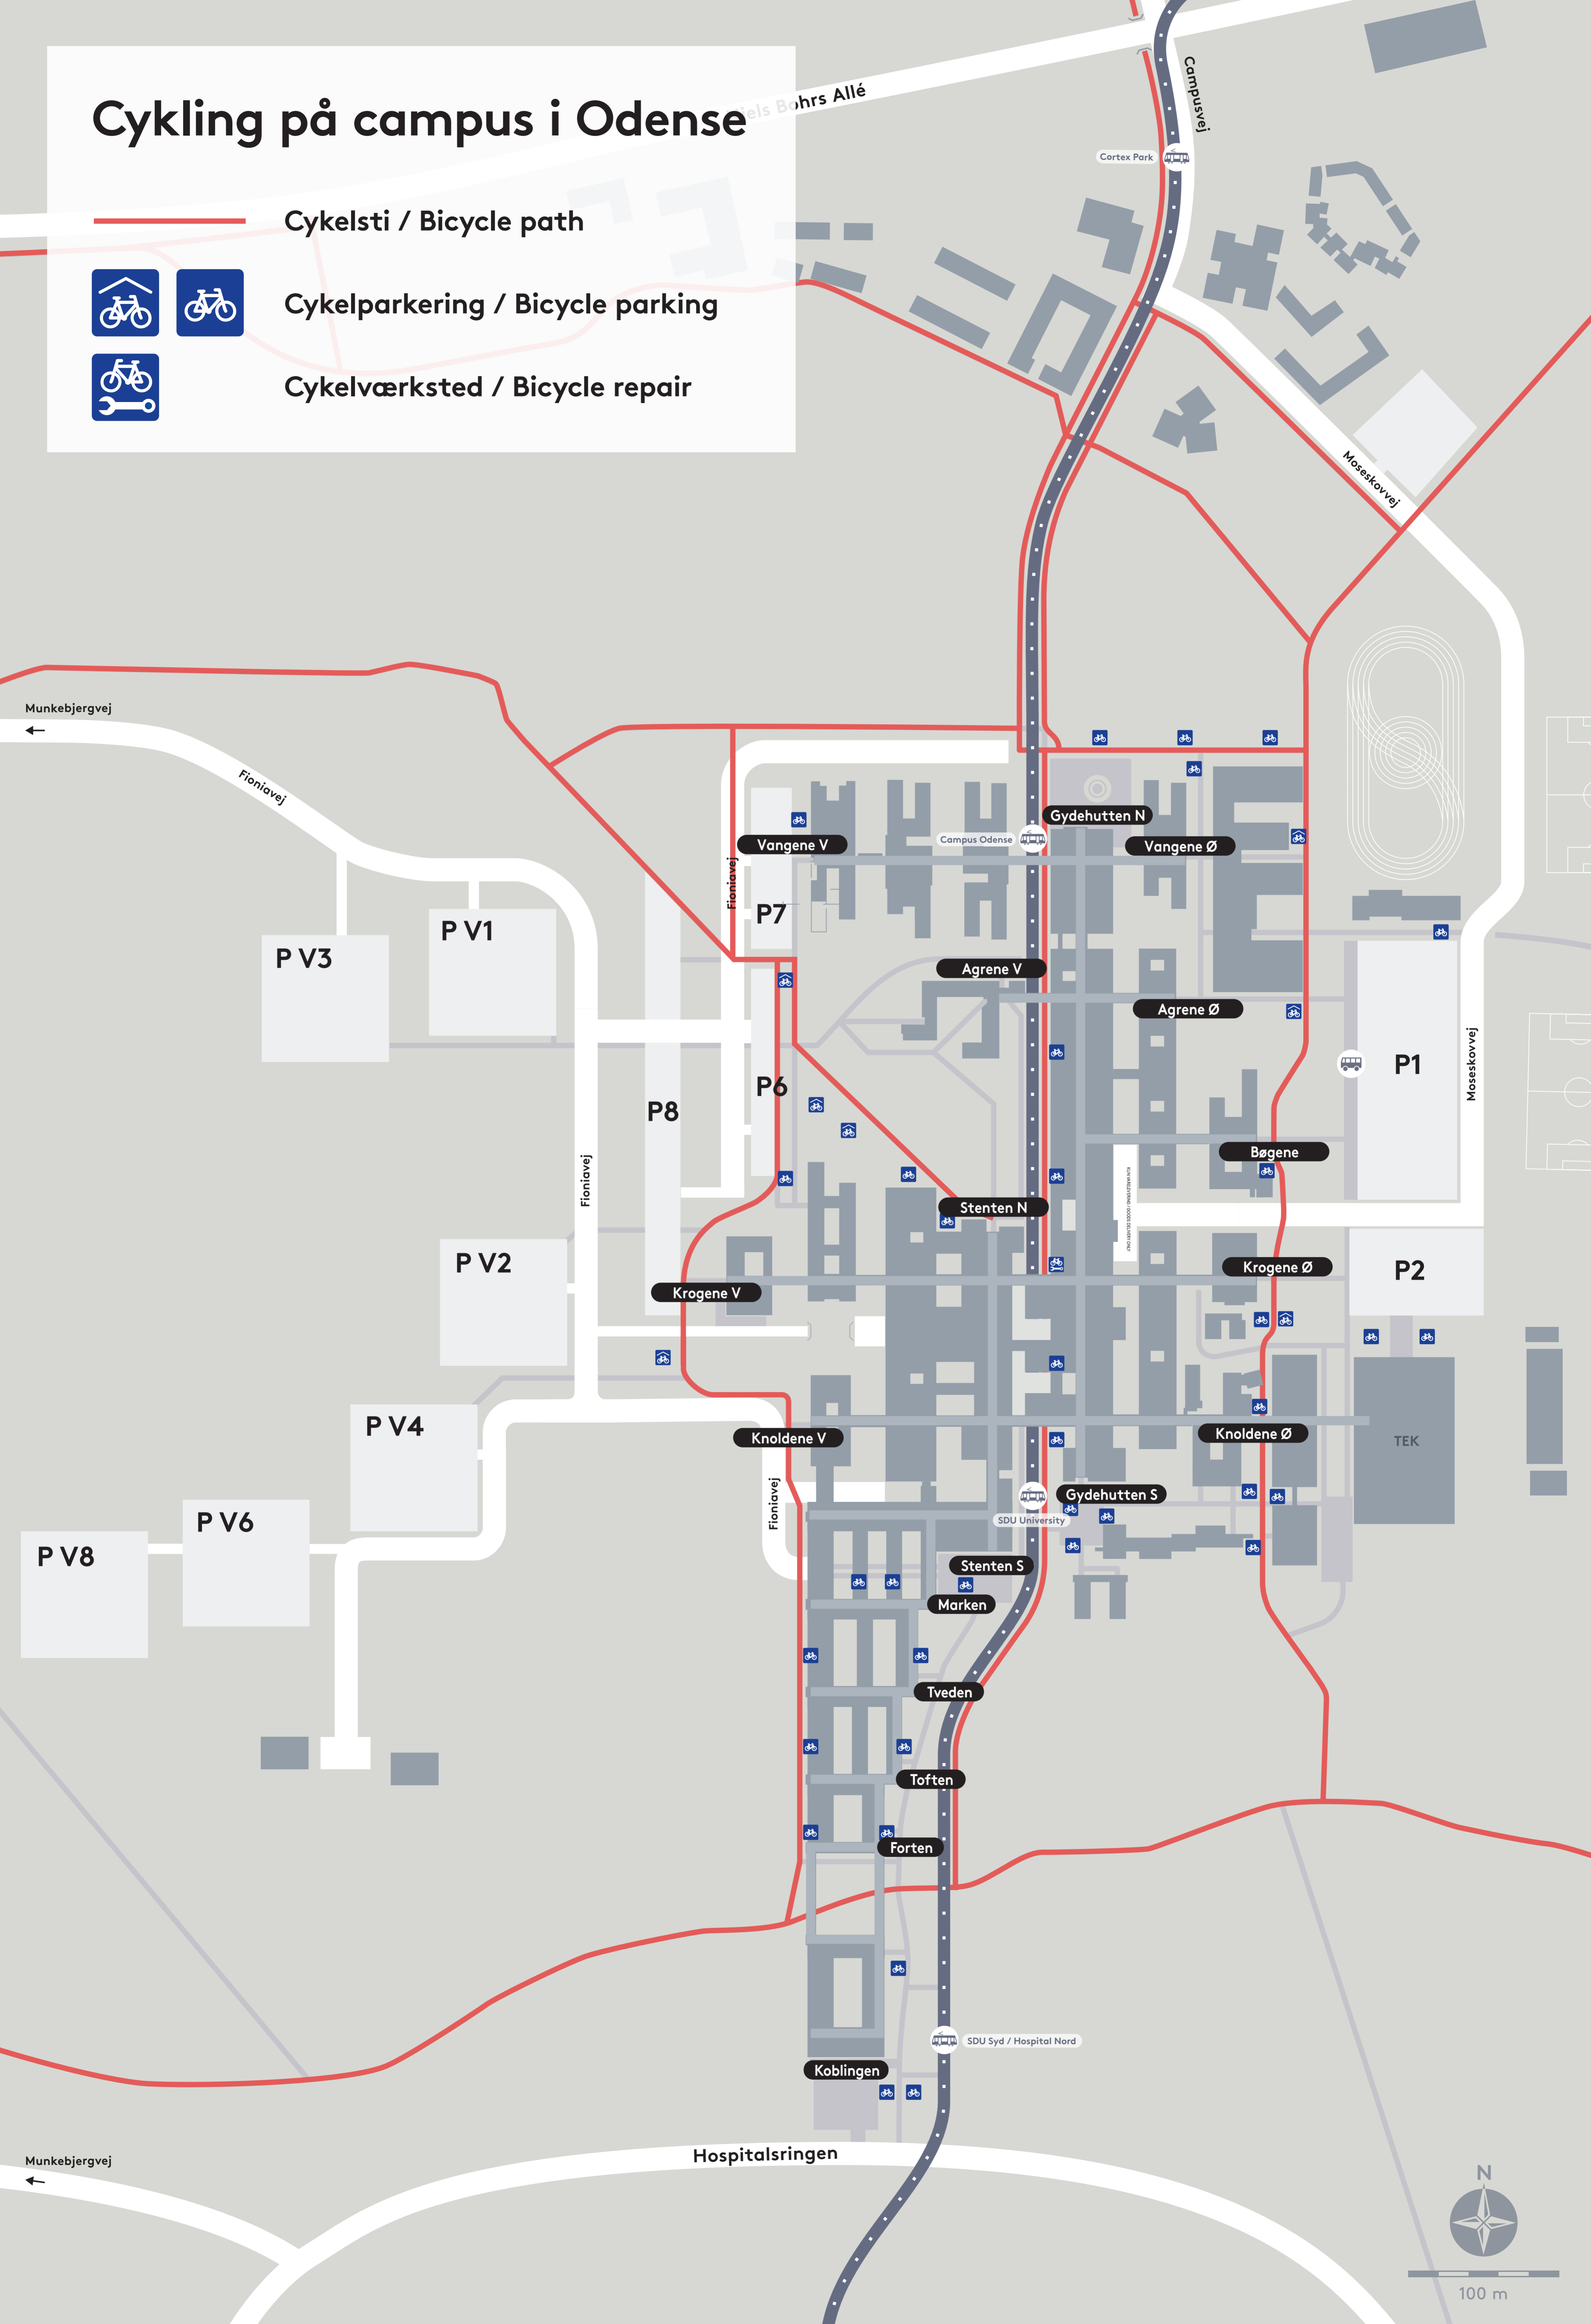 Cykling på campus i Odense
Cykelsti / Bicycle path
Cykelparkering / Bicycle parking
Cykelværksted / Bicycle repair
Niels Bohrs Allé
Campusvej
Cortex Park
Moseskovvej
Munkebjergvej
Fioniavej
Gydehutten N
Campus Odense
Vangene V
Vangene Ø
Fioniavej
P7
P V1
P V3
Agrene V
Agrene Ø
P1
Moseskovvej
P6
P8
Bøgene
Fioniavej
Stenten N
P V2
Krogene V
Krogene Ø
P2
P V4
Knoldene V
Knoldene Ø
TEK
Fioniavej
Gydehutten S
SDU University
P V6
P V8
Stenten S
Marken
Tveden
Toften
Forten
SDU Syd / Hospital Nord
Koblingen
Hospitalsringen
Munkebjergvej
N
100 m